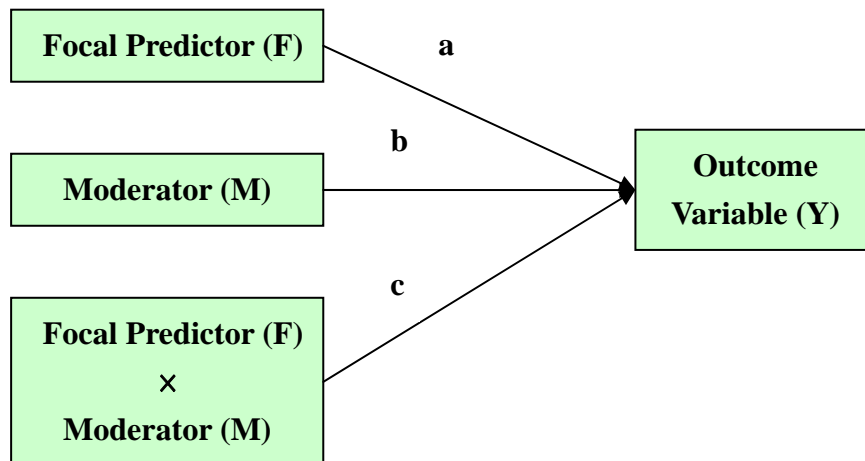 Focal Predictor (F)
a
Moderator (M)
b
Outcome
Variable (Y)
Focal Predictor (F)
×
Moderator (M)
c